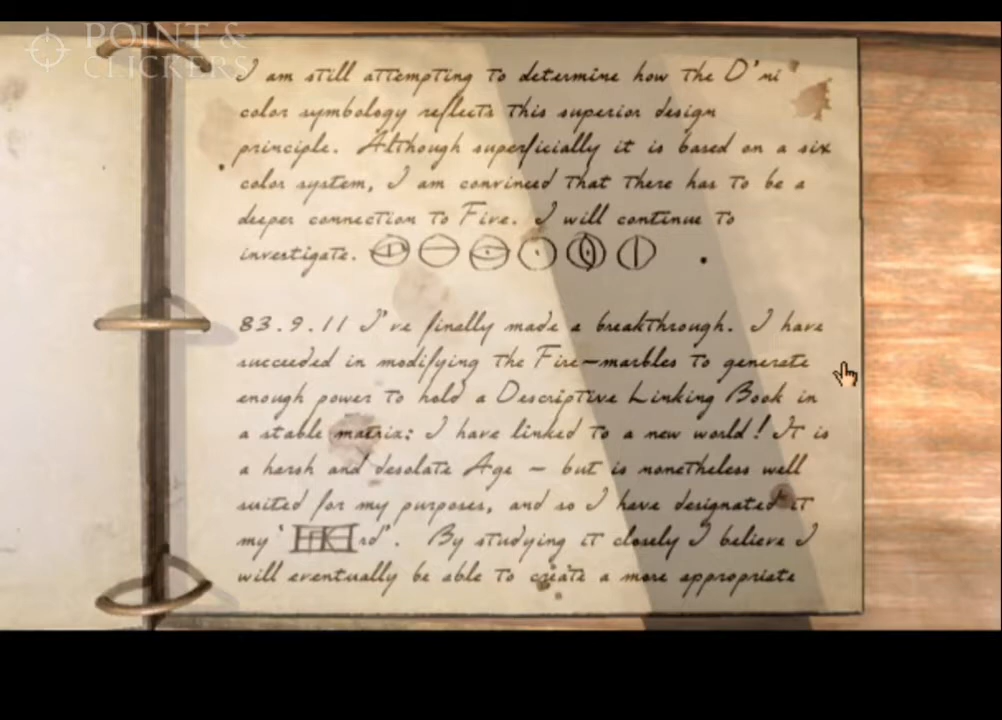 POINT &
CLICKERS
I am still attempting to determine how the D'ni
color symbology reflects this superior design
principle. Although superficially it is based on a six
color system, I am convinced that there has to be a
deeper connection to Five. I will continue to
investigate.
83.9.11 I've finally made a breakthrough. I have
succeeded in modifying the Fire-marbles to generate
enough power to hold a Descriptive Linking Book in
a stable matrix: I have linked to a new world! It is
a harsh and desolate Age - but is nonetheless well
suited for my purposes, and so I have designated it
my ' rd'. By studying it closely I believe I
will eventually be able to create a more appropriate